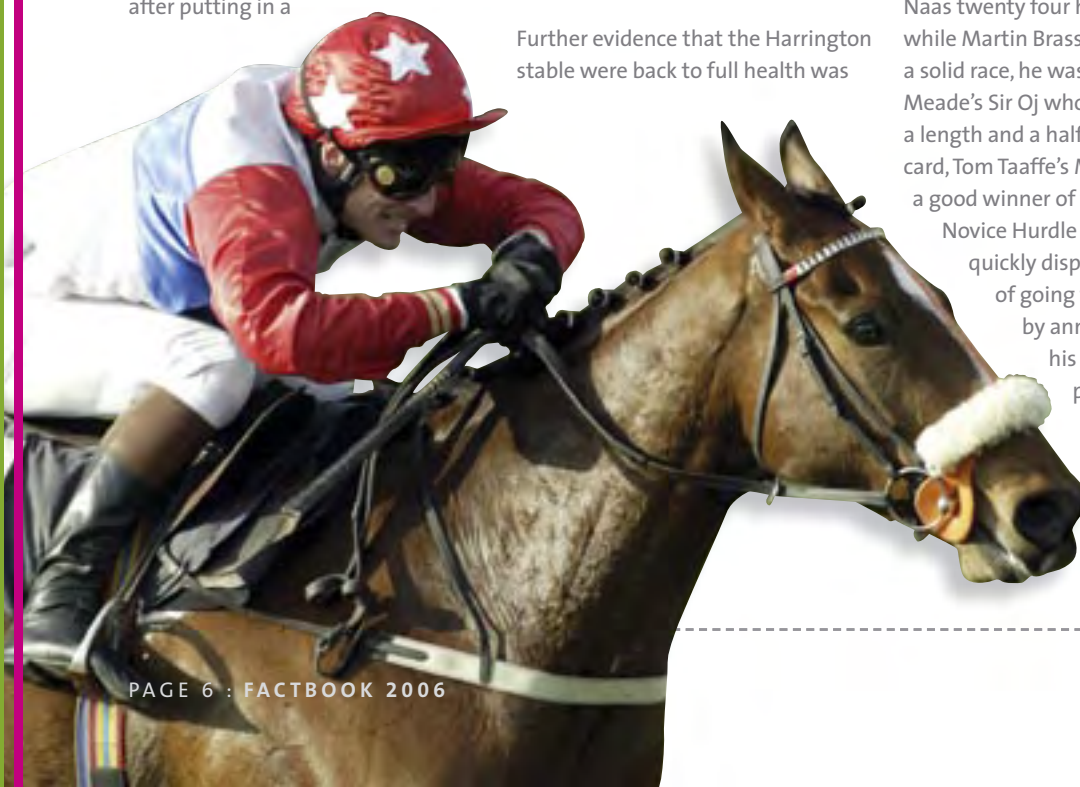 after putting in a
Further evidence that the Harrington
stable were back to full health was
Naas twenty four
while Martin Brass
a solid race, he was
Meade's Sir Oj who
a length and a half
card, Tom Taaffe's
a good winner of
Novice Hurdle
quickly disp
of going
by ann
his
PAGE 6 : FACTBOOK 2006